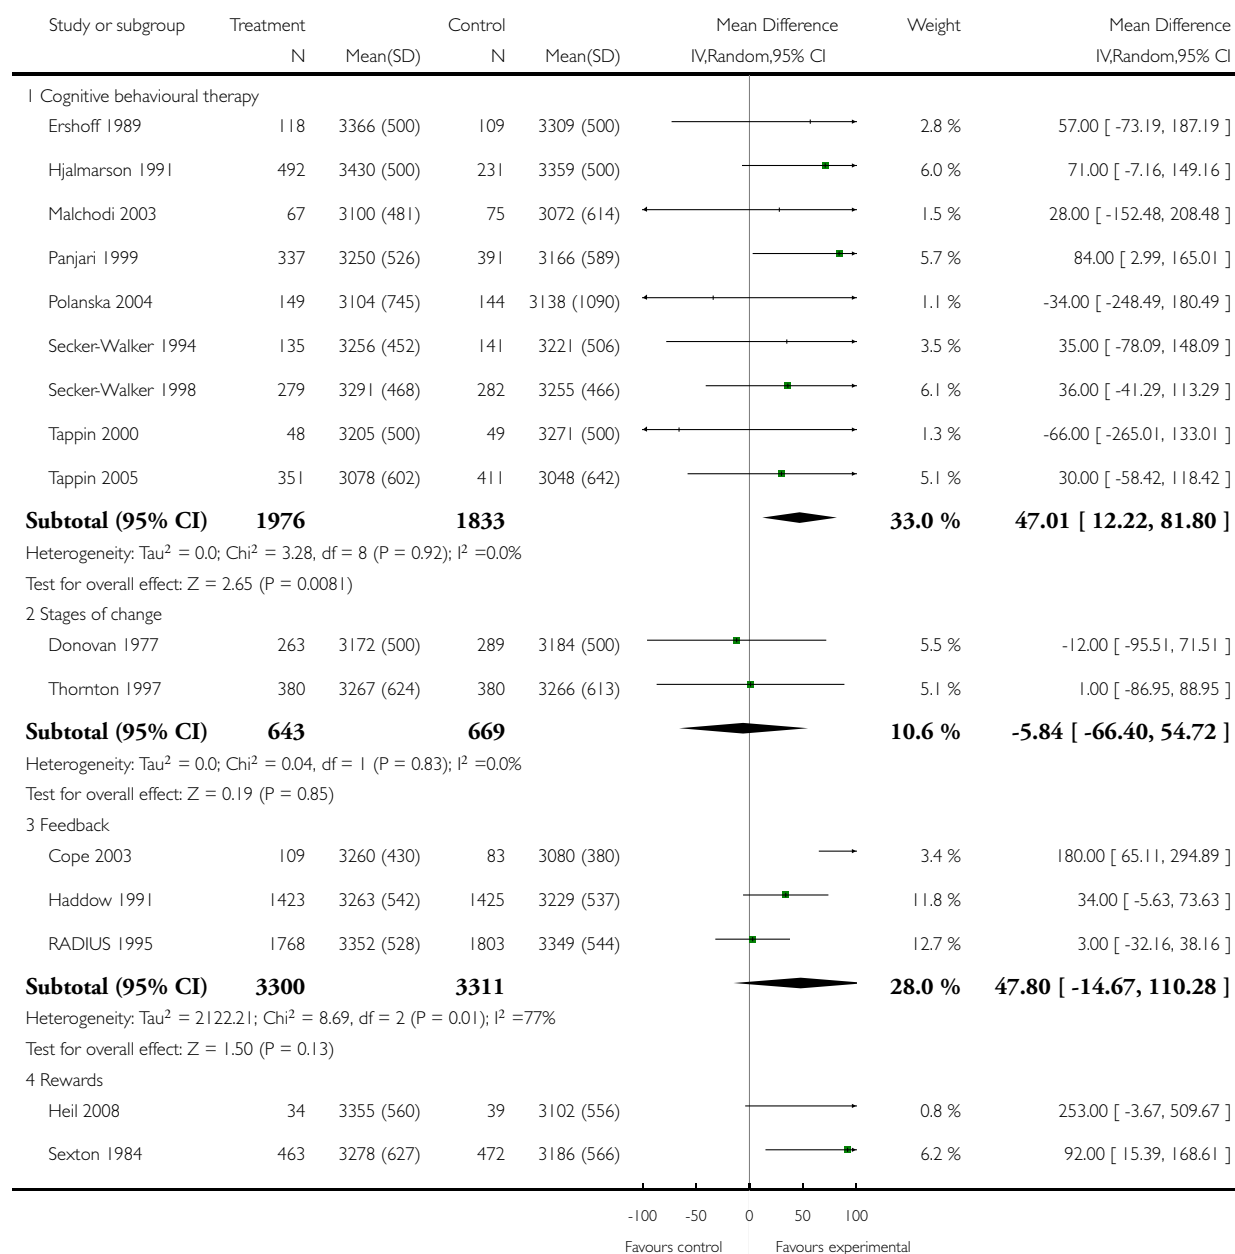 Study or subgroup Treatment Control Mean Difference Weight Mean Difference
N Mean(SD) N Mean(SD) IV,Random,95% CI IV,Random,95% CI
1 Cognitive behavioural therapy
Ershoff 1989 118 3366 (500) 109 3309 (500) 2.8 % 57.00 [ -73.19, 187.19 ]
Hjalmarson 1991 492 3430 (500) 231 3359 (500) 6.0 % 71.00 [ -7.16, 149.16 ]
Malchodi 2003 67 3100 (481) 75 3072 (614) 1.5 % 28.00 [ -152.48, 208.48 ]
Panjari 1999 337 3250 (526) 391 3166 (589) 5.7 % 84.00 [ 2.99, 165.01 ]
Polanska 2004 149 3104 (745) 144 3138 (1090) 1.1 % -34.00 [ -248.49, 180.49 ]
Secker-Walker 1994 135 3256 (452) 141 3221 (506) 3.5 % 35.00 [ -78.09, 148.09 ]
Secker-Walker 1998 279 3291 (468) 282 3255 (466) 6.1 % 36.00 [ -41.29, 113.29 ]
Tappin 2000 48 3205 (500) 49 3271 (500) 1.3 % -66.00 [ -265.01, 133.01 ]
Tappin 2005 351 3078 (602) 411 3048 (642) 5.1 % 30.00 [ -58.42, 118.42 ]
Subtotal (95% CI) 1976 1833 33.0 % 47.01 [ 12.22, 81.80 ]
Heterogeneity: Tau² = 0.0; Chi² = 3.28, df = 8 (P = 0.92); I² =0.0%
Test for overall effect: Z = 2.65 (P = 0.0081)
2 Stages of change
Donovan 1977 263 3172 (500) 289 3184 (500) 5.5 % -12.00 [ -95.51, 71.51 ]
Thornton 1997 380 3267 (624) 380 3266 (613) 5.1 % 1.00 [ -86.95, 88.95 ]
Subtotal (95% CI) 643 669 10.6 % -5.84 [ -66.40, 54.72 ]
Heterogeneity: Tau² = 0.0; Chi² = 0.04, df = 1 (P = 0.83); I² =0.0%
Test for overall effect: Z = 0.19 (P = 0.85)
3 Feedback
Cope 2003 109 3260 (430) 83 3080 (380) 3.4 % 180.00 [ 65.11, 294.89 ]
Haddow 1991 1423 3263 (542) 1425 3229 (537) 11.8 % 34.00 [ -5.63, 73.63 ]
RADIUS 1995 1768 3352 (528) 1803 3349 (544) 12.7 % 3.00 [ -32.16, 38.16 ]
Subtotal (95% CI) 3300 3311 28.0 % 47.80 [ -14.67, 110.28 ]
Heterogeneity: Tau² = 2122.21; Chi² = 8.69, df = 2 (P = 0.01); I² =77%
Test for overall effect: Z = 1.50 (P = 0.13)
4 Rewards
Heil 2008 34 3355 (560) 39 3102 (556) 0.8 % 253.00 [ -3.67, 509.67 ]
Sexton 1984 463 3278 (627) 472 3186 (566) 6.2 % 92.00 [ 15.39, 168.61 ]
-100 -50 0 50 100
Favours control Favours experimental